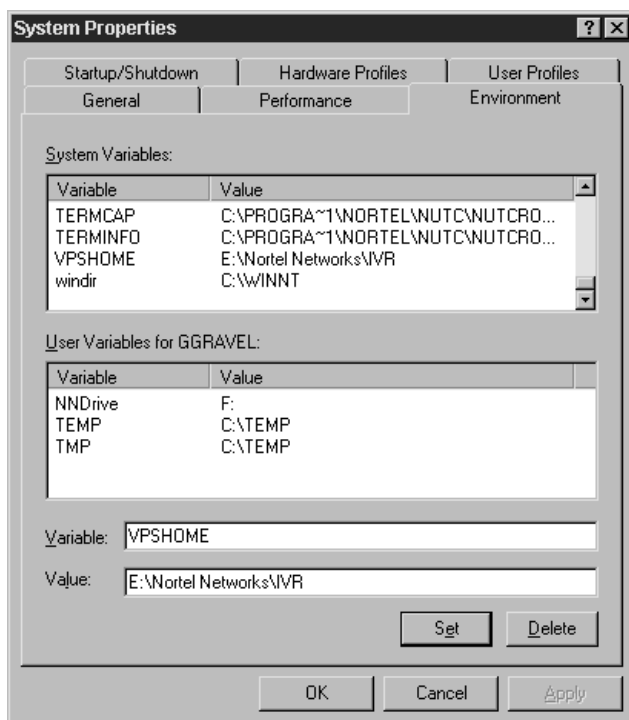 System Properties
Startup/Shutdown Hardware Profiles User Profiles
General Performance Environment
System Variables:
Variable Value
TERMCAP C:\PROGRA~1\NORTEL\NUTC\NUTCRO...
TERMINFO C:\PROGRA~1\NORTEL\NUTC\NUTCRO...
VPSHOME E:\Nortel Networks\IVR
windir C:\WINNT
User Variables for GGRAVEL:
Variable Value
NNDrive F:
TEMP C:\TEMP
TMP C:\TEMP
Variable: VPSHOME
Value: E:\Nortel Networks\IVR
Set Delete
OK Cancel Apply